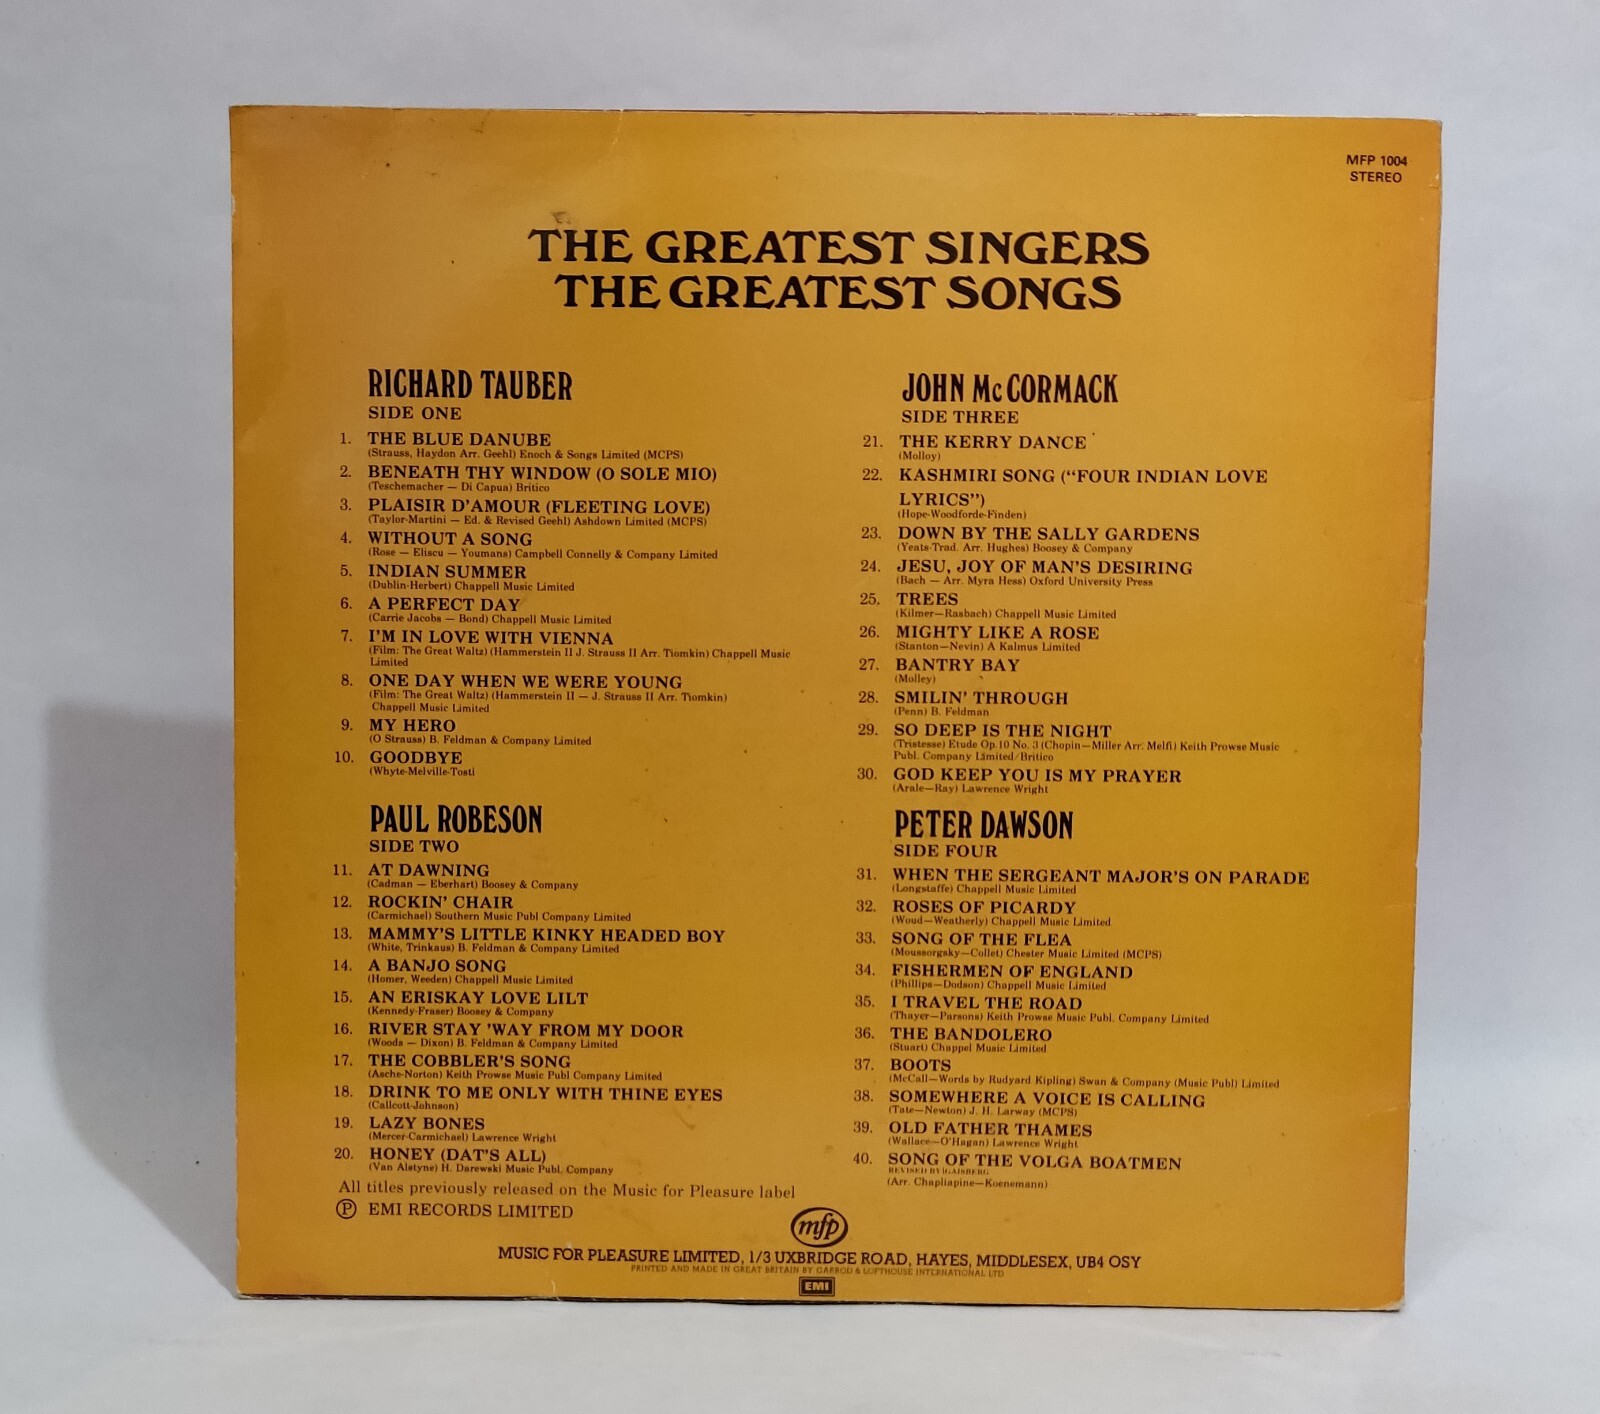 MFP 1004
STEREO
THE GREATEST SINGERS
THE GREATEST SONGS
RICHARD TAUBER
SIDE ONE
1. THE BLUE DANUBE
(Strauss, Haydon Arr. Geehl) Enoch & Songs Limited (MCPS)
2. BENEATH THY WINDOW (O SOLE MIO)
(Teschemacher — Di Capua) Britico
3. PLAISIR D'AMOUR (FLEETING LOVE)
(Taylor-Martini — Ed. & Revised Geehl) Ashdown Limited (MCPS)
4. WITHOUT A SONG
(Rose — Eliscu — Youmans) Campbell Connelly & Company Limited
5. INDIAN SUMMER
(Dublin-Herbert) Chappell Music Limited
6. A PERFECT DAY
(Carrie Jacobs — Bond) Chappell Music Limited
7. I'M IN LOVE WITH VIENNA
(Film: The Great Waltz) (Hammerstein II J. Strauss II Arr. Tiomkin) Chappell Music
Limited
8. ONE DAY WHEN WE WERE YOUNG
(Film: The Great Waltz) (Hammerstein II — J. Strauss II Arr. Tiomkin)
Chappell Music Limited
9. MY HERO
(O Strauss) B. Feldman & Company Limited
10. GOODBYE
(Whyte-Melville-Tosti
PAUL ROBESON
SIDE TWO
11. AT DAWNING
(Cadman — Eberhart) Boosey & Company
12. ROCKIN' CHAIR
(Carmichael) Southern Music Publ Company Limited
13. MAMMY'S LITTLE KINKY HEADED BOY
(White, Trinkaus) B. Feldman & Company Limited
14. A BANJO SONG
(Homer, Weeden) Chappell Music Limited
15. AN ERISKAY LOVE LILT
(Kennedy-Fraser) Boosey & Company
16. RIVER STAY 'WAY FROM MY DOOR
(Woods — Dixon) B. Feldman & Company Limited
17. THE COBBLER'S SONG
(Asche-Norton) Keith Prowse Music Publ Company Limited
18. DRINK TO ME ONLY WITH THINE EYES
(Callcott-Johnson)
19. LAZY BONES
(Mercer-Carmichael) Lawrence Wright
20. HONEY (DAT'S ALL)
(Van Alstyne) H. Darewski Music Publ. Company
All titles previously released on the Music for Pleasure label
Ⓟ EMI RECORDS LIMITED
JOHN McCORMACK
SIDE THREE
21. THE KERRY DANCE
(Molloy)
22. KASHMIRI SONG ("FOUR INDIAN LOVE
LYRICS")
(Hope-Woodforde-Finden)
23. DOWN BY THE SALLY GARDENS
(Yeats-Trad. Arr. Hughes) Boosey & Company
24. JESU, JOY OF MAN'S DESIRING
(Bach — Arr. Myra Hess) Oxford University Press
25. TREES
(Kilmer—Rasbach) Chappell Music Limited
26. MIGHTY LIKE A ROSE
(Stanton—Nevin) A Kalmus Limited
27. BANTRY BAY
(Molley)
28. SMILIN' THROUGH
(Penn) B. Feldman
29. SO DEEP IS THE NIGHT
(Tristesse) Etude Op.10 No. 3 (Chopin—Miller Arr. Melfi) Keith Prowse Music
Publ. Company Limited/Britico
30. GOD KEEP YOU IS MY PRAYER
(Arale—Ray) Lawrence Wright
PETER DAWSON
SIDE FOUR
31. WHEN THE SERGEANT MAJOR'S ON PARADE
(Longstaffe) Chappell Music Limited
32. ROSES OF PICARDY
(Woud—Weatherly) Chappell Music Limited
33. SONG OF THE FLEA
(Moussorgsky—Collet) Chester Music Limited (MCPS)
34. FISHERMEN OF ENGLAND
(Phillips—Dodson) Chappell Music Limited
35. I TRAVEL THE ROAD
(Thayer—Parsons) Keith Prowse Music Publ. Company Limited
36. THE BANDOLERO
(Stuart) Chappel Music Limited
37. BOOTS
(McCall—Words by Rudyard Kipling) Swan & Company (Music Publ) Limited
38. SOMEWHERE A VOICE IS CALLING
(Tate—Newton) J. H. Larway (MCPS)
39. OLD FATHER THAMES
(Wallace—O'Hagan) Lawrence Wright
40. SONG OF THE VOLGA BOATMEN
REVISED BY GAISBERG
(Arr. Chapliapine—Koenemann)
mfp
MUSIC FOR PLEASURE LIMITED, 1/3 UXBRIDGE ROAD, HAYES, MIDDLESEX, UB4 OSY
PRINTED AND MADE IN GREAT BRITAIN BY GARROD & LOFTHOUSE INTERNATIONAL LTD
EMI